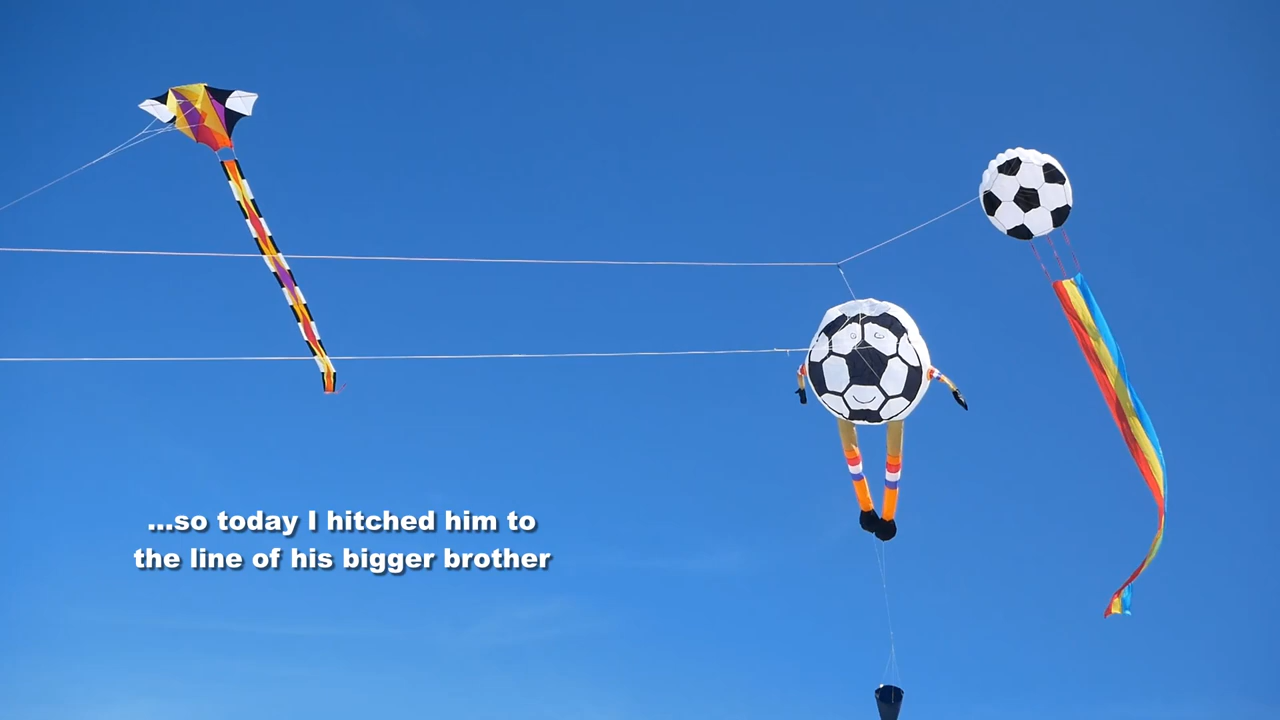 ...so today I hitched him to
the line of his bigger brother